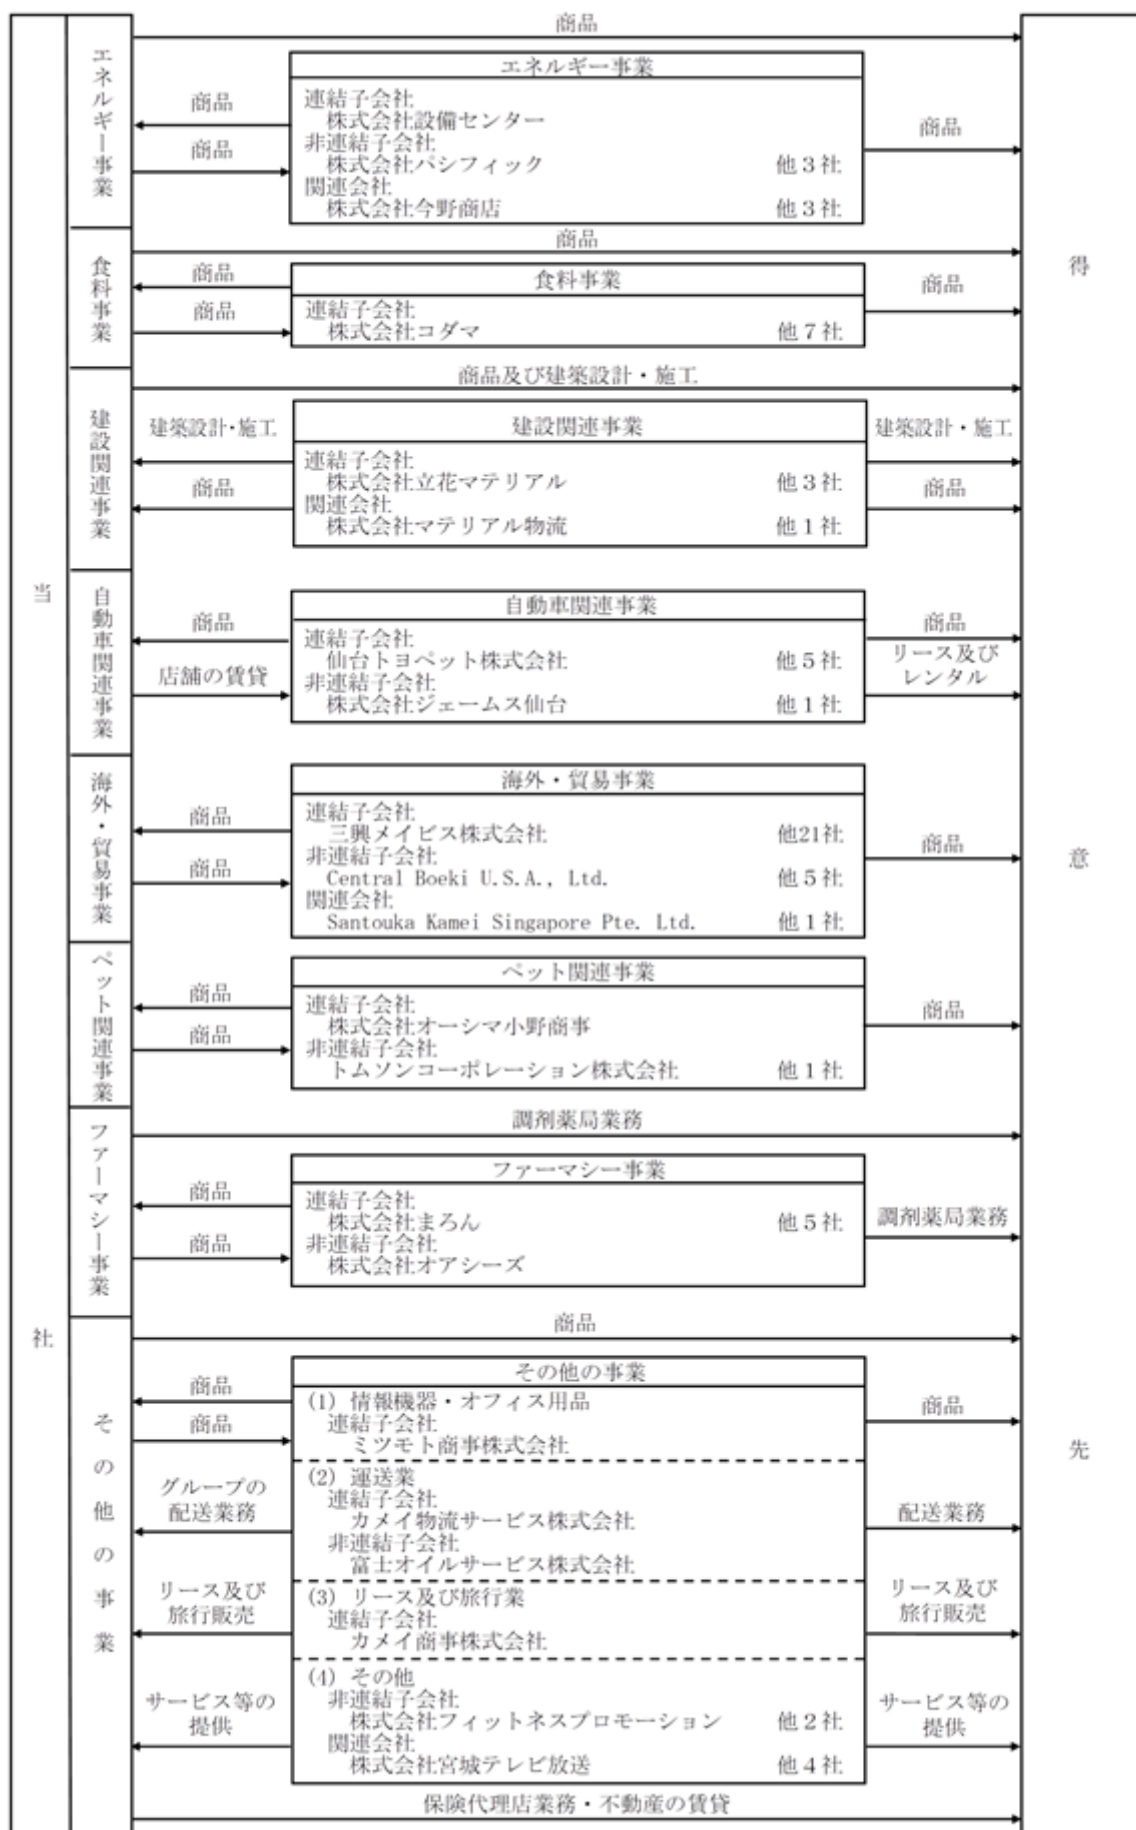 当社
得意先
エネルギー事業
商品
エネルギー事業
商品
商品
商品
連結子会社
株式会社設備センター
非連結子会社
株式会社パシフィック 他3社
関連会社
株式会社今野商店 他3社
食料事業
商品
商品
商品
商品
食料事業
連結子会社
株式会社コダマ 他7社
建設関連事業
商品及び建築設計・施工
建築設計・施工
商品
建設関連事業
連結子会社
株式会社立花マテリアル 他3社
関連会社
株式会社マテリアル物流 他1社
建築設計・施工
商品
自動車関連事業
商品
店舗の賃貸
自動車関連事業
連結子会社
仙台トヨペット株式会社 他5社
非連結子会社
株式会社ジェームス仙台 他1社
商品
リース及び
レンタル
海外・貿易事業
商品
商品
海外・貿易事業
連結子会社
三興メイビス株式会社 他21社
非連結子会社
Central Boeki U.S.A., Ltd. 他5社
関連会社
Santouka Kamei Singapore Pte. Ltd. 他1社
商品
ペット関連事業
商品
商品
ペット関連事業
連結子会社
株式会社オーシマ小野商事
非連結子会社
トムソンコーポレーション株式会社 他1社
商品
ファーマシー事業
調剤薬局業務
商品
商品
ファーマシー事業
連結子会社
株式会社まろん 他5社
非連結子会社
株式会社オアシーズ
調剤薬局業務
その他の事業
商品
商品
商品
その他の事業
(1) 情報機器・オフィス用品
連結子会社
ミツモト商事株式会社
商品
グループの
配送業務
(2) 運送業
連結子会社
カメイ物流サービス株式会社
非連結子会社
富士オイルサービス株式会社
配送業務
リース及び
旅行販売
(3) リース及び旅行業
連結子会社
カメイ商事株式会社
リース及び
旅行販売
サービス等の
提供
(4) その他
非連結子会社
株式会社フィットネスプロモーション 他2社
関連会社
株式会社宮城テレビ放送 他4社
サービス等の
提供
保険代理店業務・不動産の賃貸